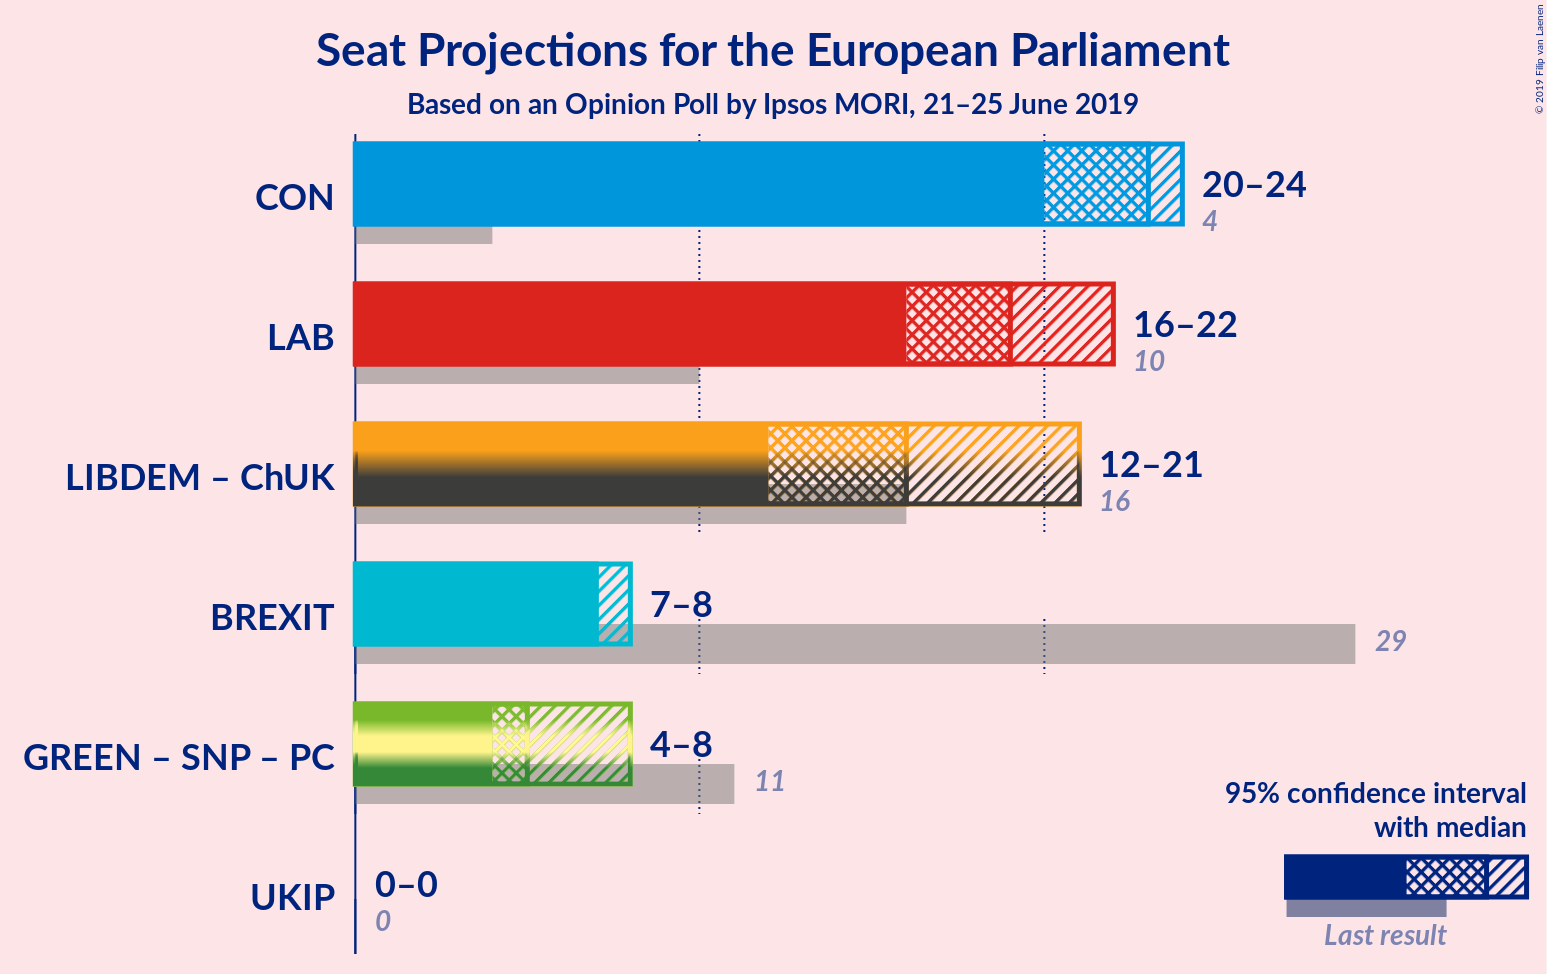 Seat Projections for the European Parliament
Based on an Opinion Poll by Ipsos MORI, 21–25 June 2019
© 2019 Filip van Laenen
CON
20–24
4
LAB
16–22
10
LIBDEM – ChUK
12–21
16
BREXIT
7–8
29
GREEN – SNP – PC
4–8
11
UKIP
0–0
0
95% confidence interval
with median
Last result